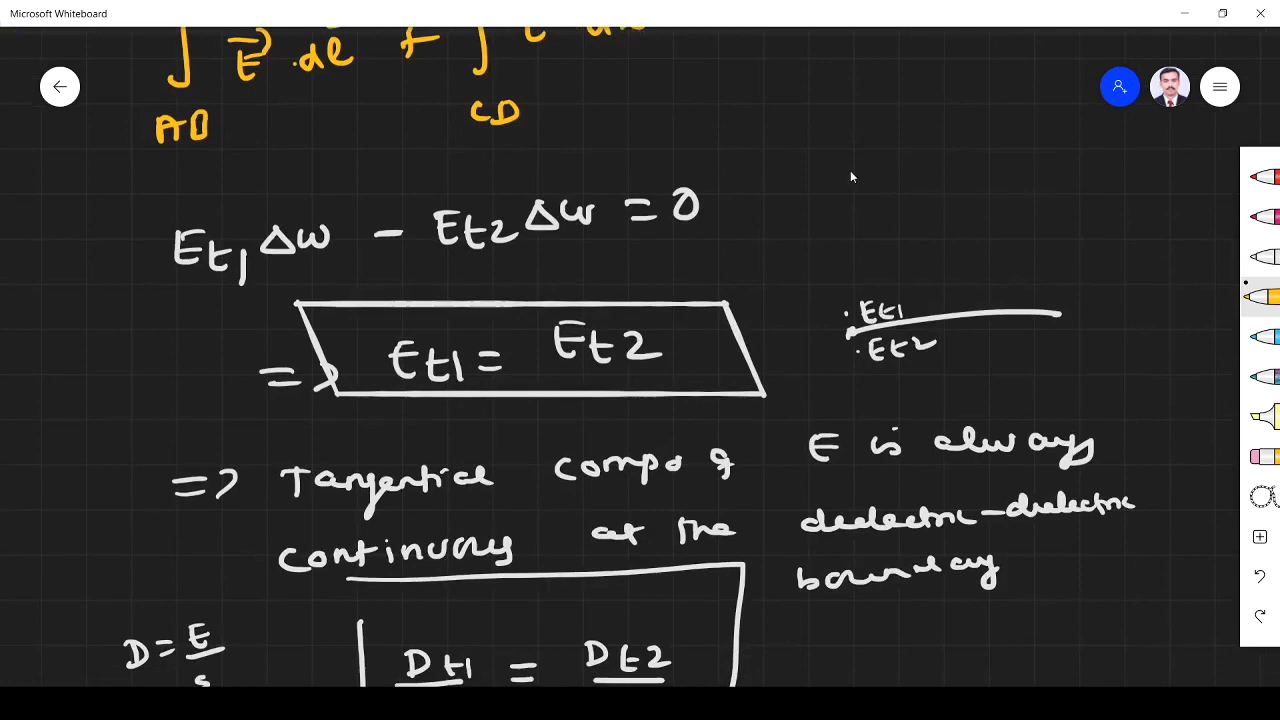 Microsoft Whiteboard
∫ E⃗ .dl + ∫
AB CD
Et1 Δw - Et2 Δw = 0
=> Et1 = Et2
.Et1
.Et2
=> Tangential compo of E is always
continuous at the dielectric-dielectric
boundary
D = E
Dt1 = Dt2